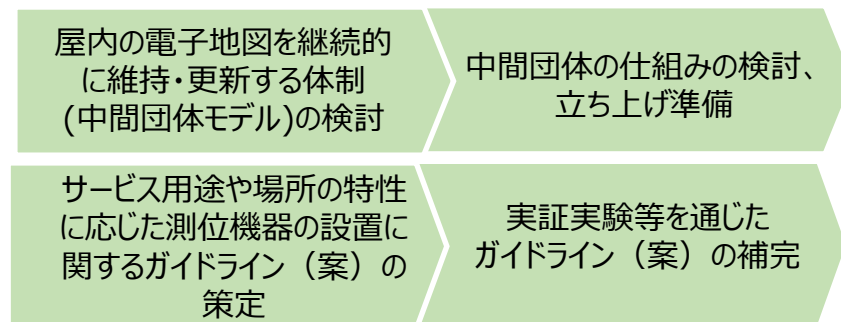 屋内の電子地図を継続的
に維持・更新する体制
(中間団体モデル)の検討
中間団体の仕組みの検討、
立ち上げ準備
サービス用途や場所の特性
に応じた測位機器の設置に
関するガイドライン（案）の
策定
実証実験等を通じた
ガイドライン（案）の補完